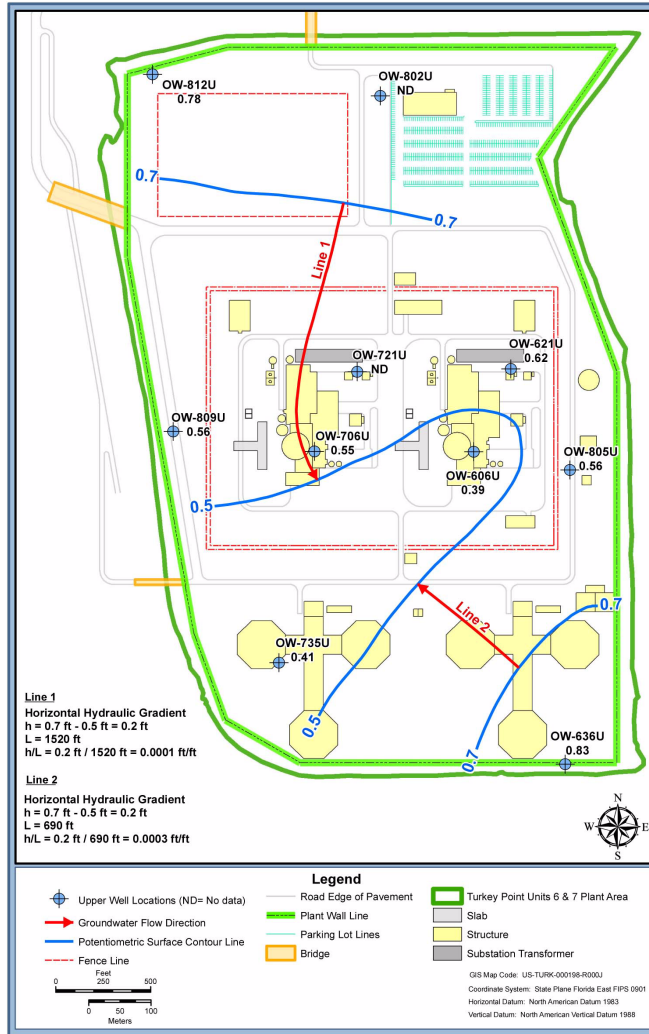 OW-812U
0.78
OW-802U
ND
0.7
0.7
Line 1
OW-721U
ND
OW-621U
0.62
OW-809U
0.56
OW-706U
0.55
OW-606U
0.39
OW-805U
0.56
0.5
Line 2
0.7
OW-735U
0.41
0.5
0.7
OW-636U
0.83
Line 1
Horizontal Hydraulic Gradient
h = 0.7 ft - 0.5 ft = 0.2 ft
L = 1520 ft
h/L = 0.2 ft / 1520 ft = 0.0001 ft/ft
Line 2
Horizontal Hydraulic Gradient
h = 0.7 ft - 0.5 ft = 0.2 ft
L = 690 ft
h/L = 0.2 ft / 690 ft = 0.0003 ft/ft
N
W E
S
Legend
Upper Well Locations (ND= No data)
Groundwater Flow Direction
Potentiometric Surface Contour Line
Fence Line
Feet
0 250 500
0 50 100
Meters
Road Edge of Pavement
Plant Wall Line
Parking Lot Lines
Bridge
Turkey Point Units 6 & 7 Plant Area
Slab
Structure
Substation Transformer
GIS Map Code: US-TURK-000198-R000J
Coordinate System: State Plane Florida East FIPS 0901
Horizontal Datum: North American Datum 1983
Vertical Datum: North American Vertical Datum 1988